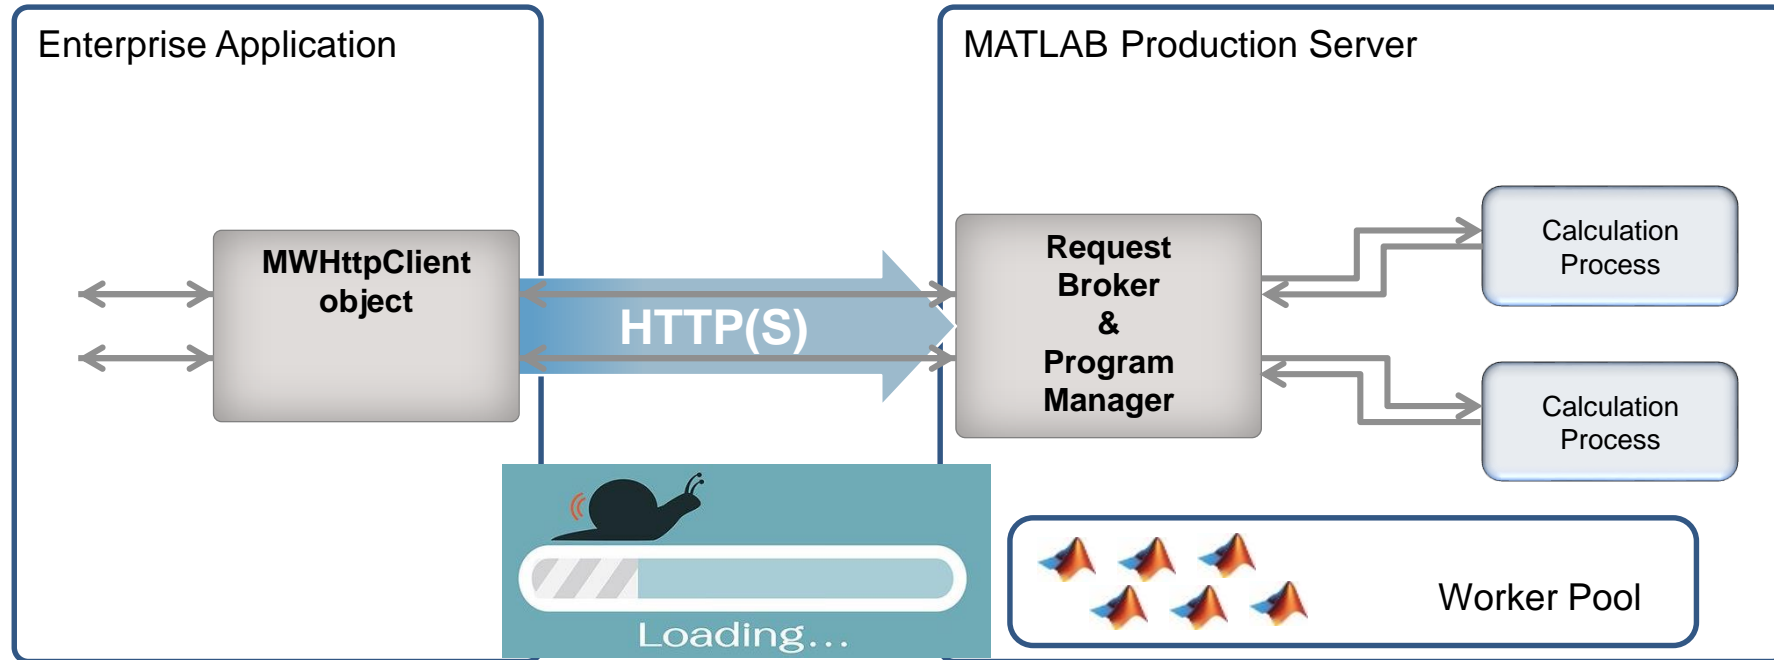 Enterprise Application
MATLAB Production Server
MWHttpClient
object
HTTP(S)
Request
Broker
&
Program
Manager
Calculation
Process
Calculation
Process
Loading...
Worker Pool